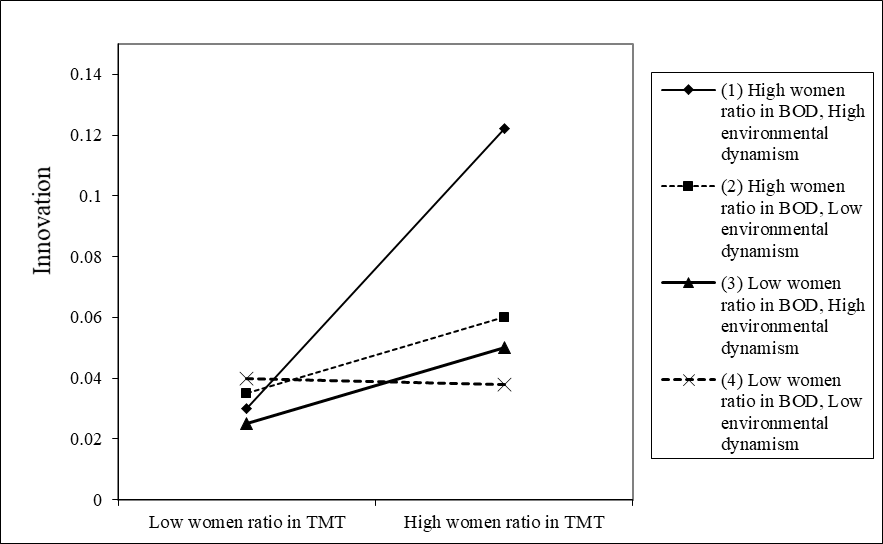 0.14
0.12
0.1
0.08
0.06
0.04
0.02
0
Innovation
Low women ratio in TMT
High women ratio in TMT
(1) High women
ratio in BOD, High
environmental
dynamism
(2) High women
ratio in BOD, Low
environmental
dynamism
(3) Low women
ratio in BOD, High
environmental
dynamism
(4) Low women
ratio in BOD, Low
environmental
dynamism